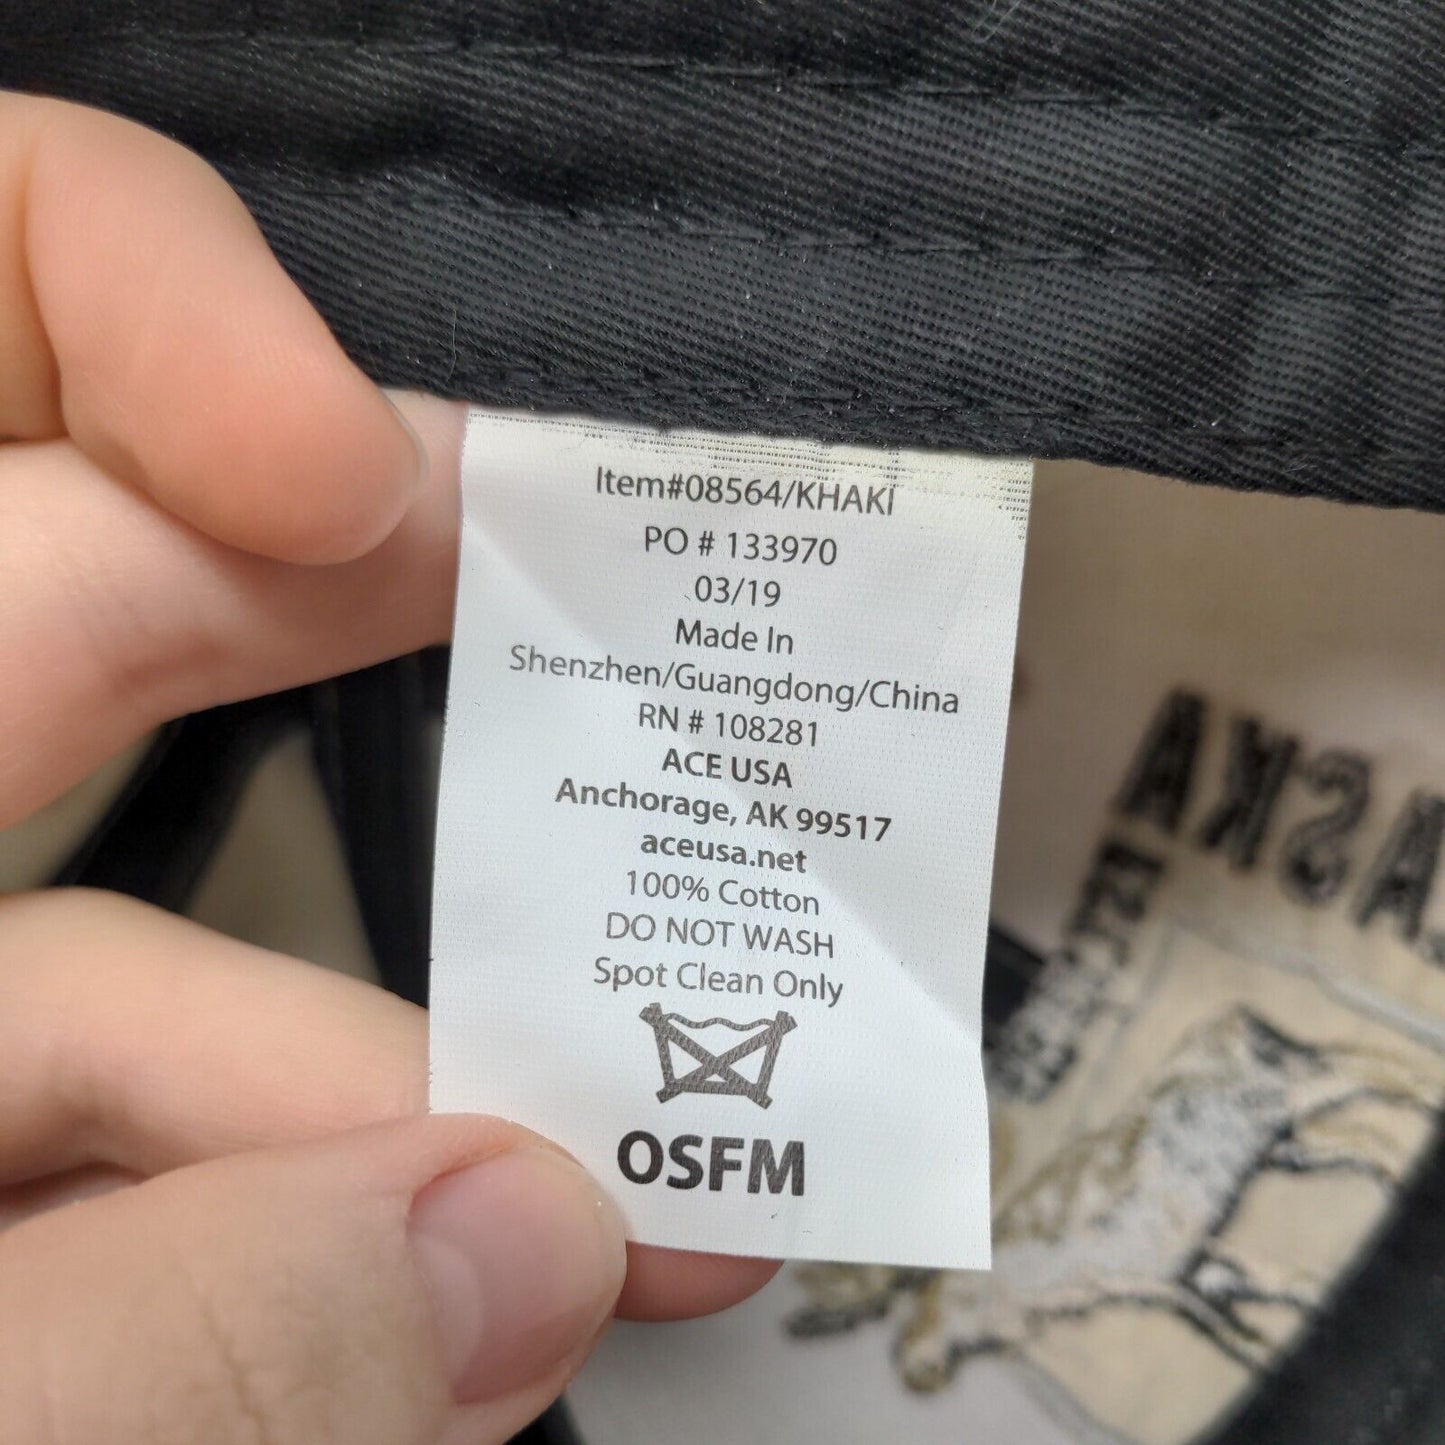 Item#08564/KHAKI
PO # 133970
03/19
Made In
Shenzhen/Guangdong/China
RN # 108281
ACE USA
Anchorage, AK 99517
aceusa.net
100% Cotton
DO NOT WASH
Spot Clean Only
OSFM
ASKA